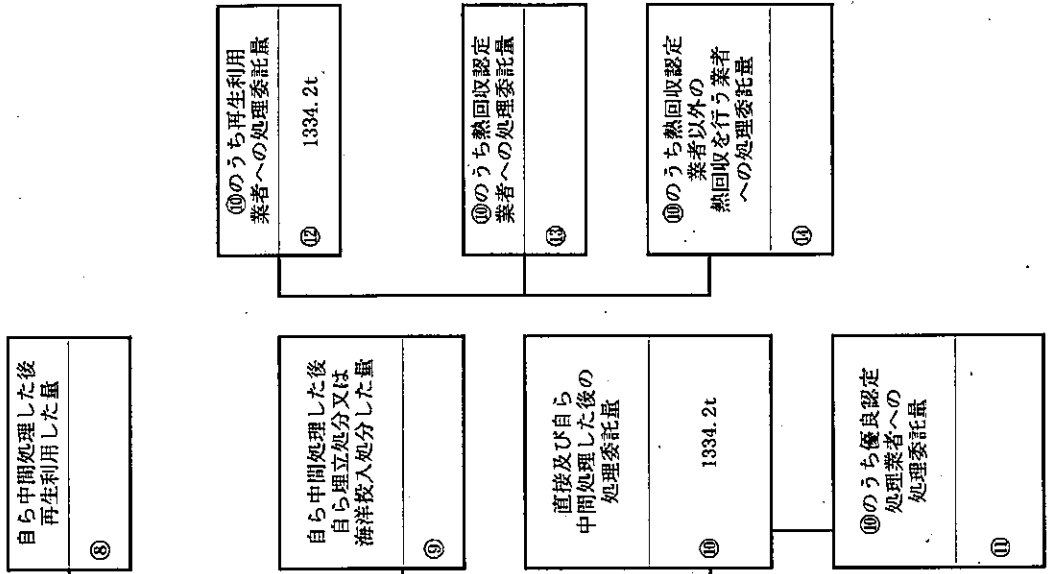 自ら中間処理した後
再生利用した量
⑧
自ら中間処理した後
自ら埋立処分又は
海洋投入処分した量
⑨
直接及び自ら
中間処理した後の
処理委託量
⑩
1334.2t
⑩のうち優良認定
処理業者への
処理委託量
⑪
⑩のうち再生利用
業者への処理委託量
⑫
1334.2t
⑩のうち熱回収認定
業者への処理委託量
⑬
⑩のうち熱回収認定
業者以外の
熱回収を行う業者
への処理委託量
⑭